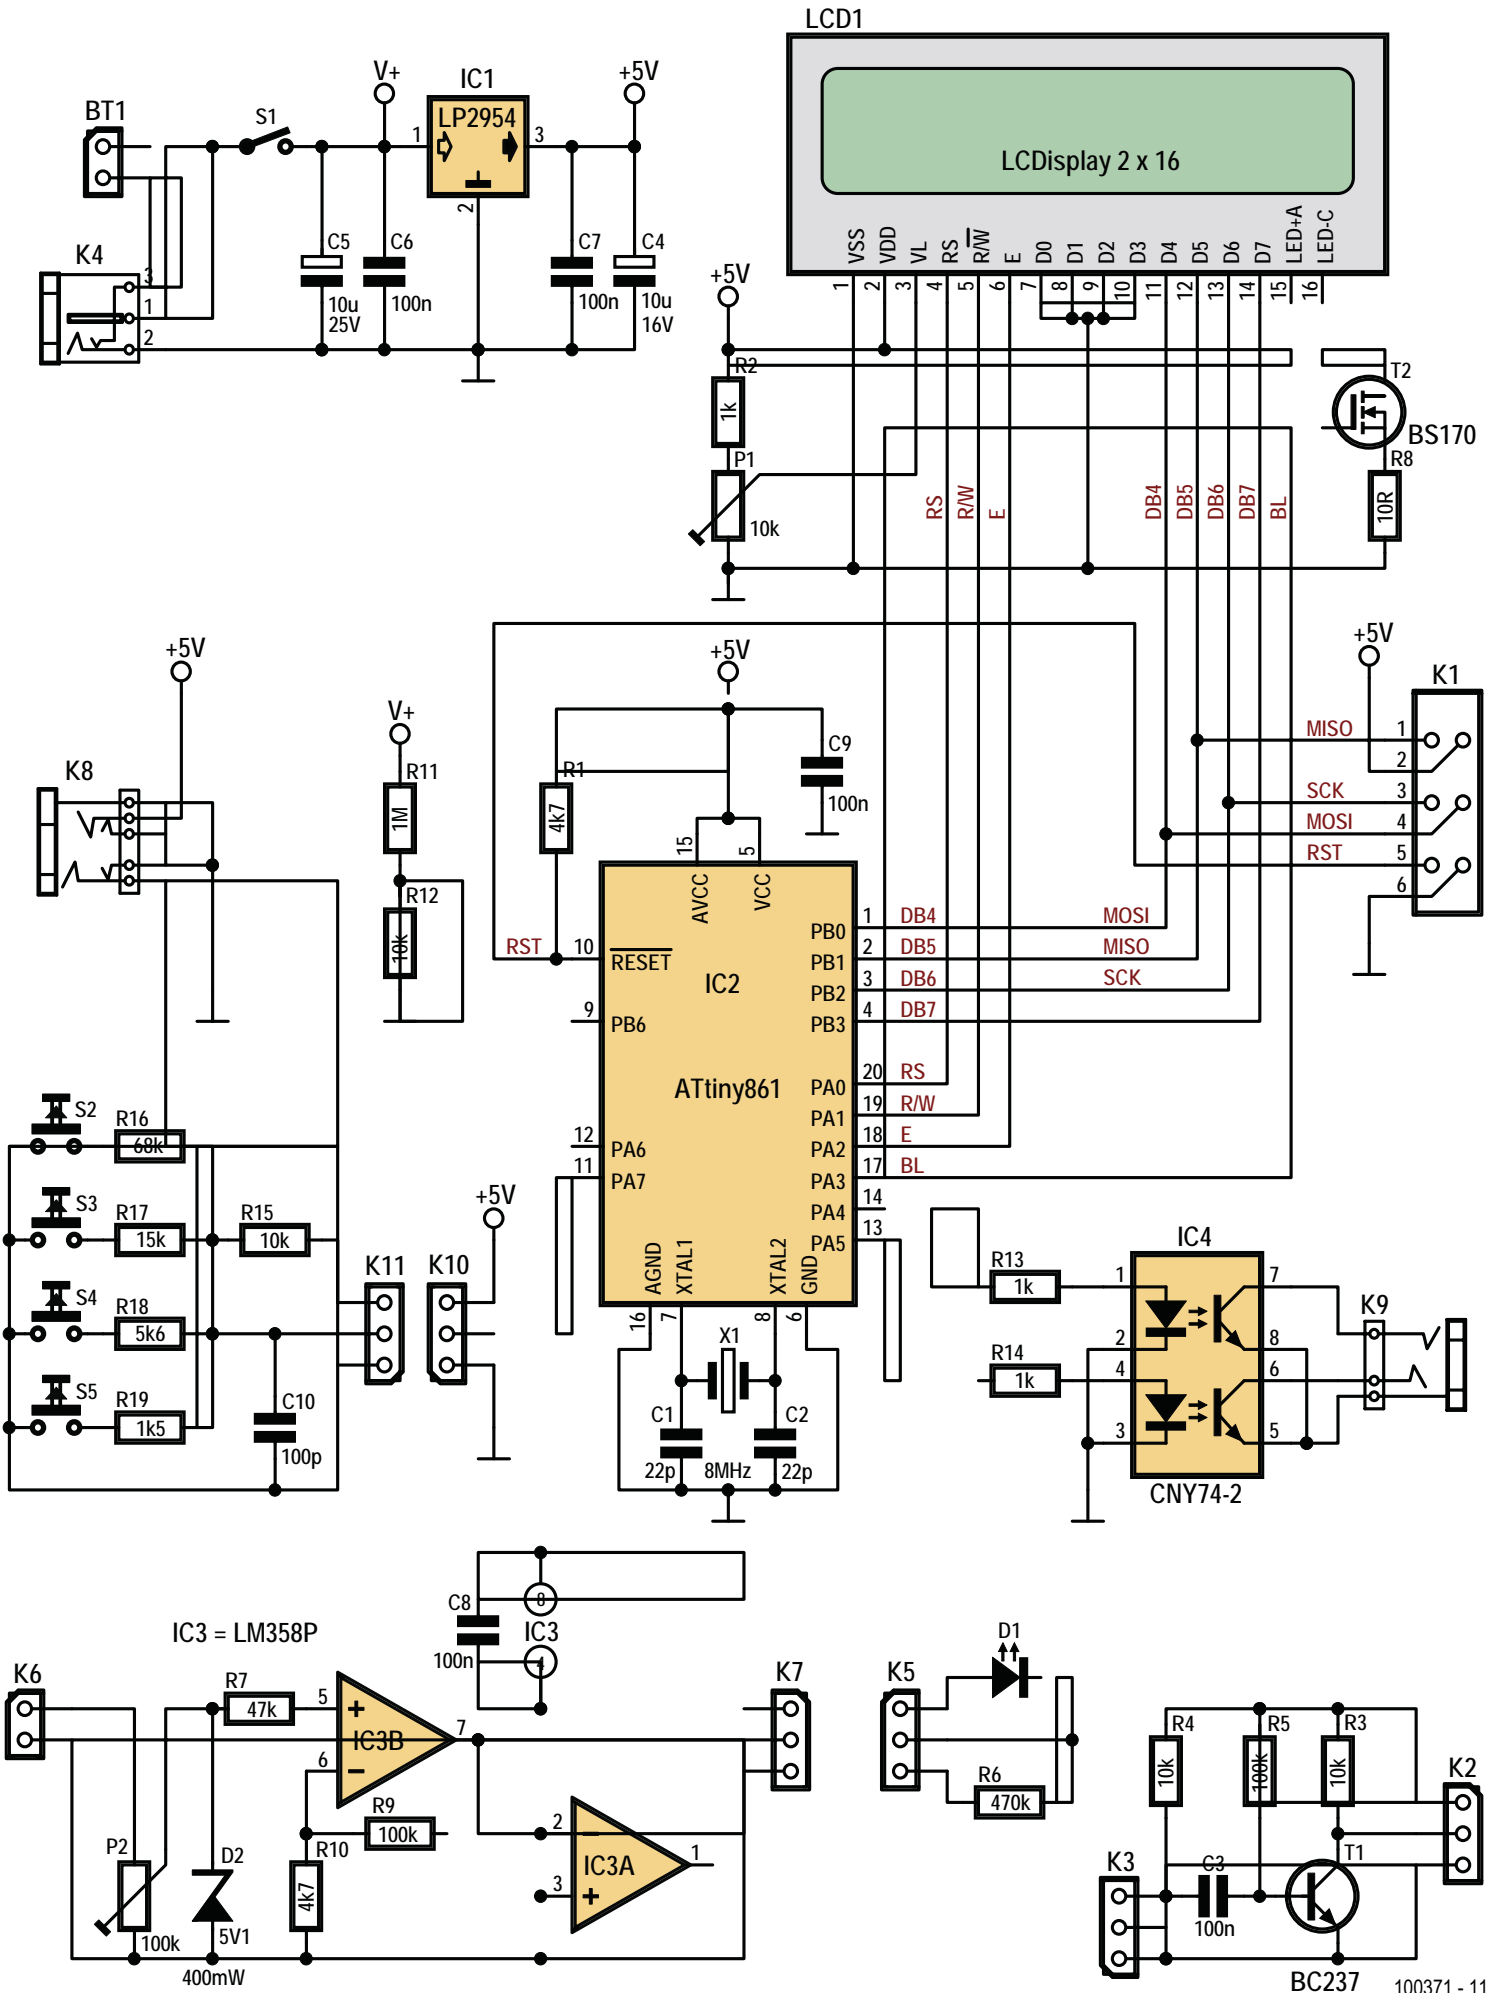 LCD1
V+
IC1
+5V
BT1
S1
LP2954
1
3
2
LCDisplay 2 x 16
K4
3
1
2
C5
10u
25V
C6
100n
C7
100n
C4
10u
16V
VSS
VDD
VL
RS
R/W
E
D0
D1
D2
D3
D4
D5
D6
D7
LED+A
LED-C
1
2
3
4
5
6
7
8
9
10
11
12
13
14
15
16
+5V
R2
1k
P1
10k
T2
BS170
R8
10R
RS
R/W
E
DB4
DB5
DB6
DB7
BL
+5V
K8
V+
R11
1M
R12
10k
+5V
R1
4k7
C9
100n
+5V
K1
MISO
1
2
SCK
3
MOSI
4
RST
5
6
15
5
AVCC
VCC
RST
10
RESET
9
PB6
12
PA6
11
PA7
IC2
ATtiny861
PB0
1
DB4
MOSI
PB1
2
DB5
MISO
PB2
3
DB6
SCK
PB3
4
DB7
PA0
20
RS
PA1
19
R/W
PA2
18
E
PA3
17
BL
PA4
14
PA5
13
AGND
XTAL1
XTAL2
GND
16
7
8
6
X1
8MHz
C1
22p
C2
22p
S2
R16
68k
S3
R17
15k
R15
10k
S4
R18
5k6
S5
R19
1k5
C10
100p
K11
K10
+5V
R13
1k
R14
1k
IC4
1
2
4
3
7
8
6
5
CNY74-2
K9
IC3 = LM358P
C8
100n
8
IC3
4
K6
R7
47k
5
6
7
IC3B
R9
100k
R10
4k7
P2
100k
D2
5V1
400mW
2
3
1
IC3A
K7
K5
D1
R6
470k
R4
10k
R5
100k
R3
10k
K2
K3
C3
100n
T1
BC237
100371 - 11